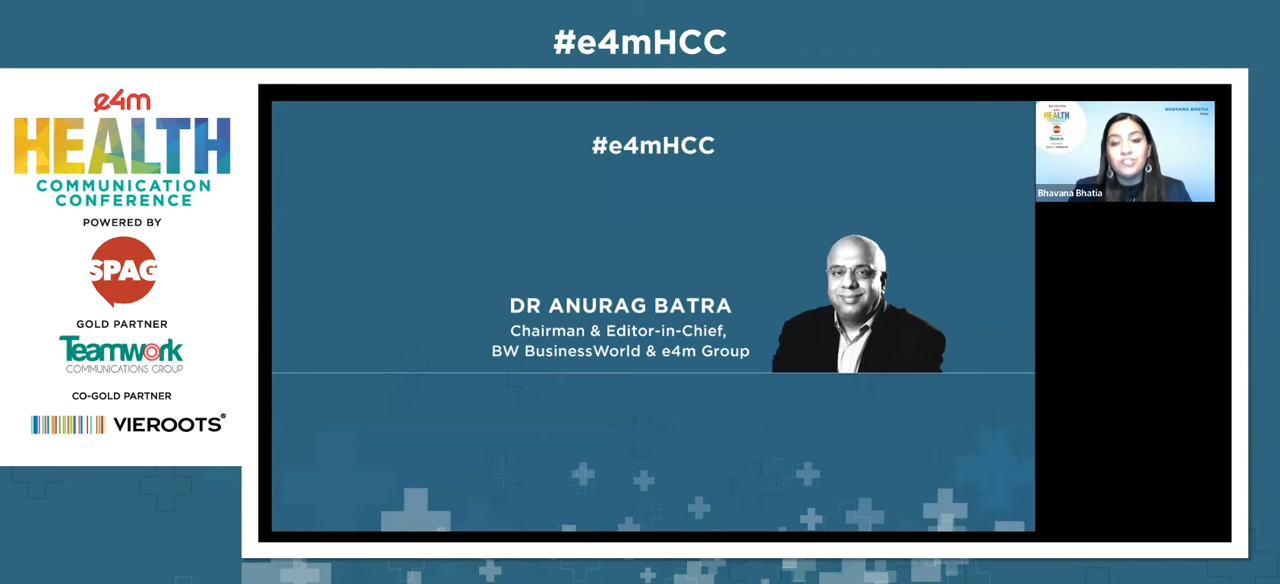 #e4mHCC
e4m
HEALTH
COMMUNICATION
CONFERENCE
POWERED BY
SPAG
GOLD PARTNER
Teamwork
COMMUNICATIONS GROUP
CO-GOLD PARTNER
VIEROOTS®
#e4mHCC
DR ANURAG BATRA
Chairman & Editor-in-Chief,
BW BusinessWorld & e4m Group
HEALTH
BHAVANA BHATIA
Bhavana Bhatia